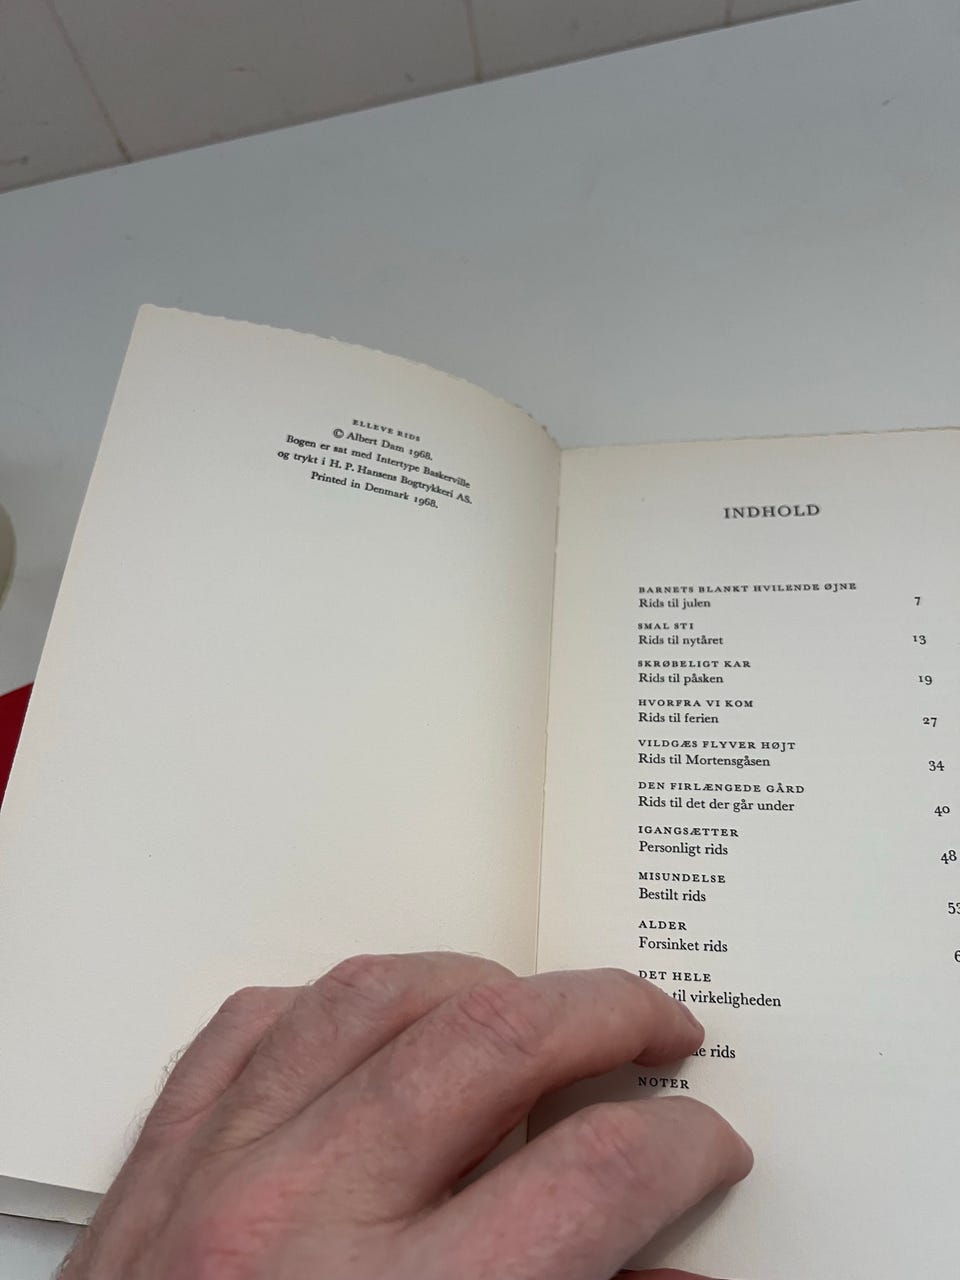 ELLEVE RIDS
© Albert Dam 1968.
Bogen er sat med Intertype Baskerville
og trykt i H. P. Hansens Bogtrykkeri AS.
Printed in Denmark 1968.
INDHOLD
BARNETS BLANKT HVILENDE ØJNE
Rids til julen 7
SMAL STI
Rids til nytåret 13
SKRØBELIGT KAR
Rids til påsken 19
HVORFRA VI KOM
Rids til ferien 27
VILDGÆS FLYVER HØJT
Rids til Mortensgåsen 34
DEN FIRLÆNGEDE GÅRD
Rids til det der går under 40
IGANGSÆTTER
Personligt rids 48
MISUNDELSE
Bestilt rids
ALDER
Forsinket rids
DET HELE
til virkeligheden
rids
NOTER